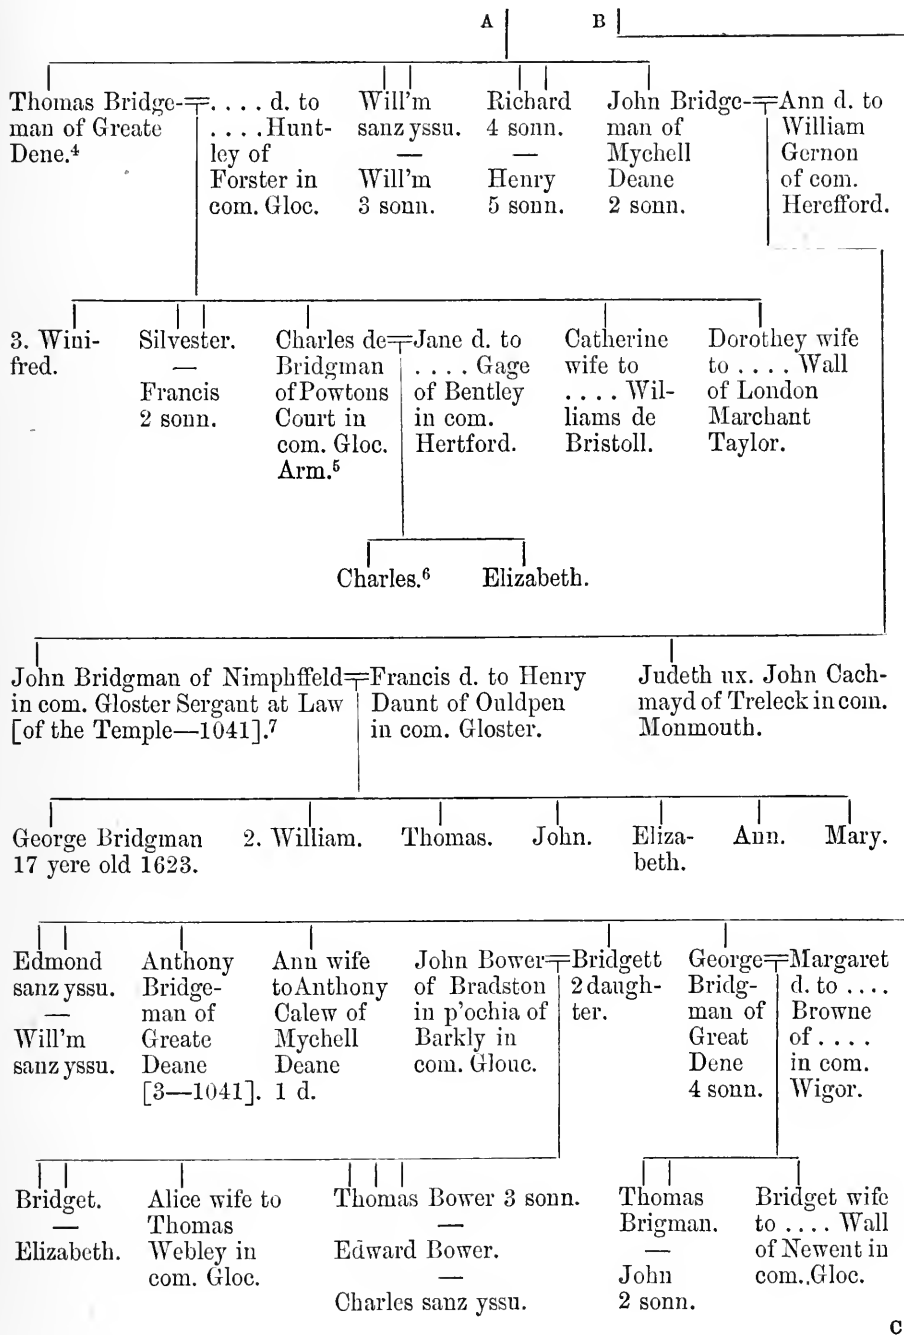 A B
Thomas Bridge-
man of Greate
Dene.⁴
. . . . d. to
. . . . Hunt-
ley of
Forster in
com. Gloc.
Will'm
sanz yssu.
—
Will'm
3 sonn.
Richard
4 sonn.
—
Henry
5 sonn.
John Bridge-
man of
Mychell
Deane
2 sonn.
Ann d. to
William
Gernon
of com.
Herefford.
3. Wini-
fred.
Silvester.
—
Francis
2 sonn.
Charles de
Bridgman
of Powtons
Court in
com. Gloc.
Arm.⁵
Jane d. to
. . . . Gage
of Bentley
in com.
Hertford.
Catherine
wife to
. . . . Wil-
liams de
Bristoll.
Dorothey wife
to . . . . Wall
of London
Marchant
Taylor.
Charles.⁶
Elizabeth.
John Bridgman of Nimphffeld
in com. Gloster Sergant at Law
[of the Temple—1041].⁷
Francis d. to Henry
Daunt of Ouldpen
in com. Gloster.
Judeth ux. John Cach-
mayd of Treleck in com.
Monmouth.
George Bridgman
17 yere old 1623.
2. William.
Thomas.
John.
Eliza-
beth.
Ann.
Mary.
Edmond
sanz yssu.
—
Will'm
sanz yssu.
Anthony
Bridge-
man of
Greate
Deane
[3—1041].
Ann wife
to Anthony
Calew of
Mychell
Deane
1 d.
John Bower
of Bradston
in p'ochia of
Barkly in
com. Glouc.
Bridgett
2 daugh-
ter.
George
Bridg-
man of
Great
Dene
4 sonn.
Margaret
d. to . . . .
Browne
of . . . .
in com.
Wigor.
Bridget.
—
Elizabeth.
Alice wife to
Thomas
Webley in
com. Gloc.
Thomas Bower 3 sonn.
—
Edward Bower.
—
Charles sanz yssu.
Thomas
Brigman.
—
John
2 sonn.
Bridget wife
to . . . . Wall
of Newent in
com. Gloc.
C